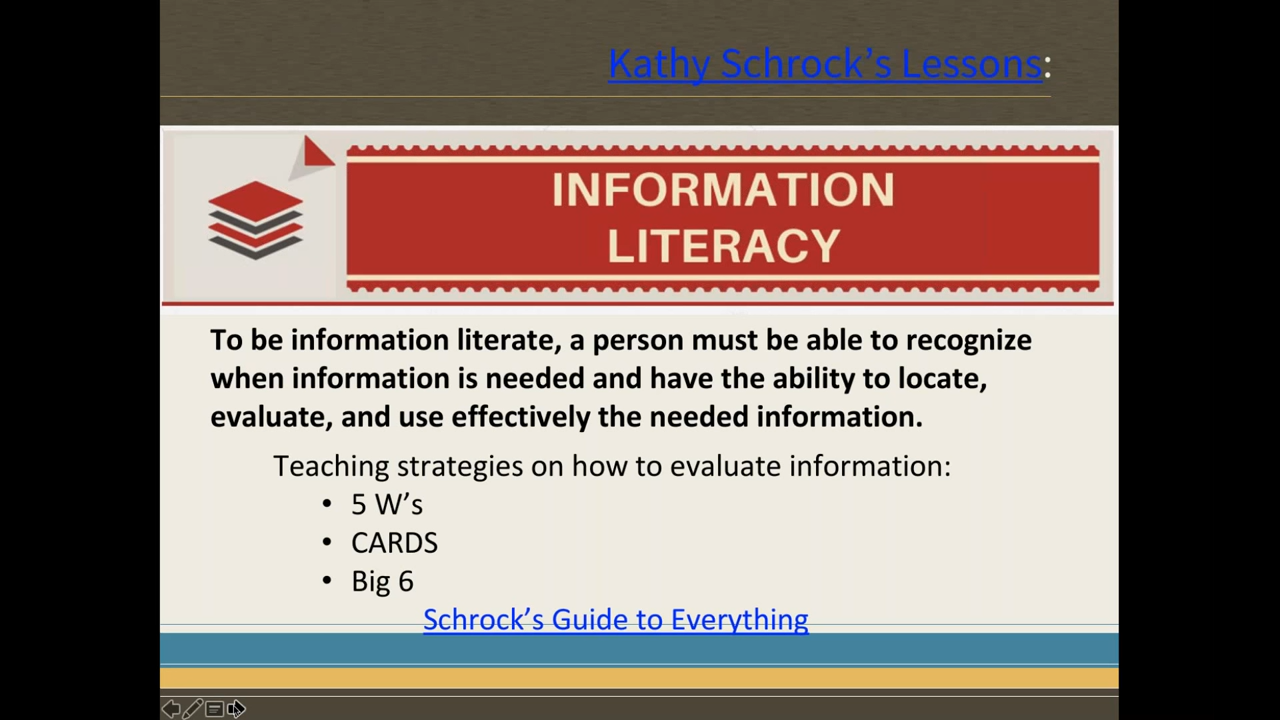 Kathy Schrock’s Lessons:
INFORMATION
LITERACY
To be information literate, a person must be able to recognize
when information is needed and have the ability to locate,
evaluate, and use effectively the needed information.
Teaching strategies on how to evaluate information:
• 5 W’s
• CARDS
• Big 6
Schrock’s Guide to Everything